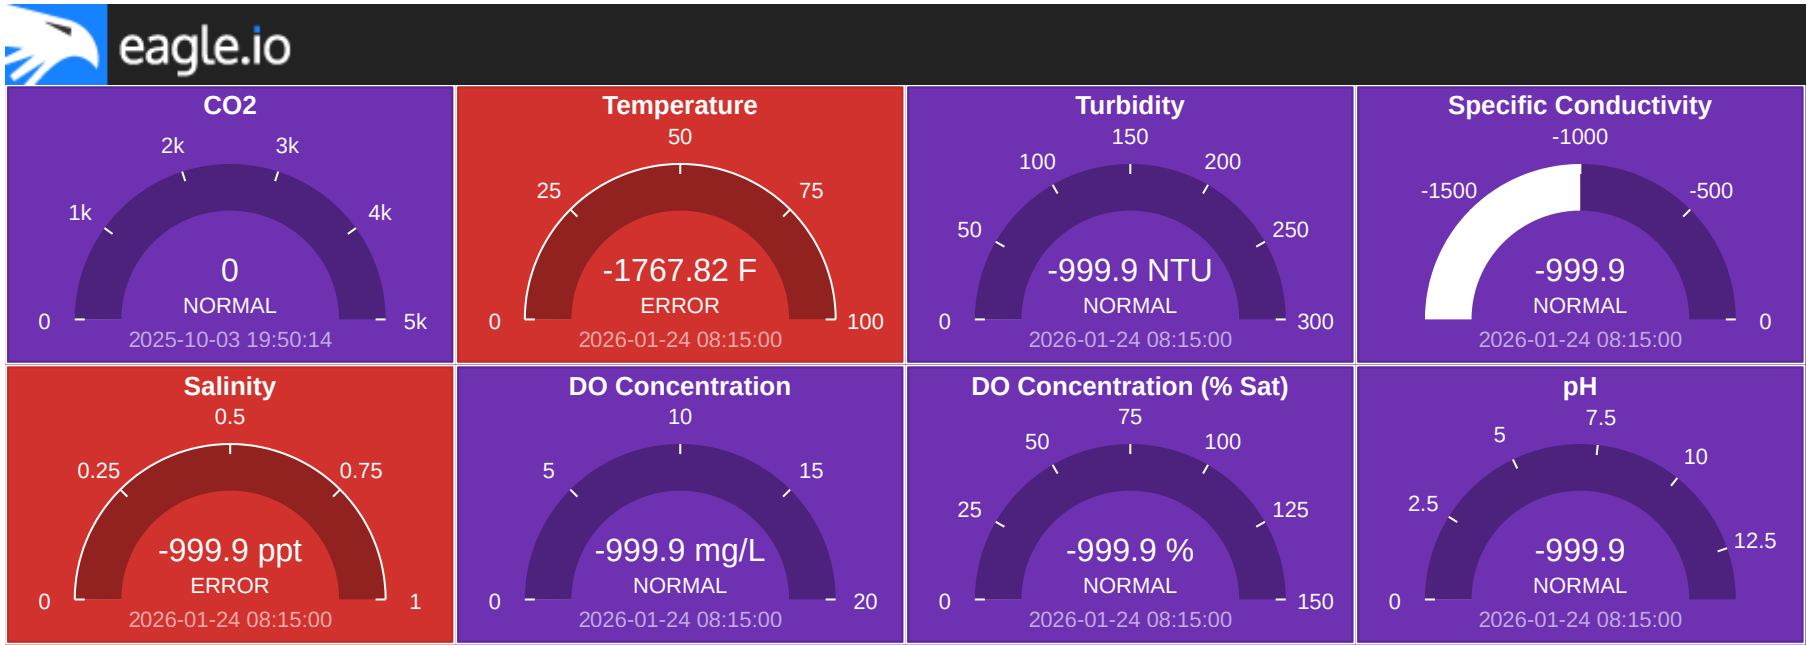 eagle.io
CO2
2k
3k
1k
4k
0
NORMAL
0
5k
2025-10-03 19:50:14
Temperature
50
25
75
-1767.82 F
ERROR
0
100
2026-01-24 08:15:00
Turbidity
150
100
200
50
250
-999.9 NTU
NORMAL
0
300
2026-01-24 08:15:00
Specific Conductivity
-1000
-1500
-500
-999.9
NORMAL
0
2026-01-24 08:15:00
Salinity
0.5
0.25
0.75
-999.9 ppt
ERROR
0
1
2026-01-24 08:15:00
DO Concentration
10
5
15
-999.9 mg/L
NORMAL
0
20
2026-01-24 08:15:00
DO Concentration (% Sat)
75
50
100
25
125
-999.9 %
NORMAL
0
150
2026-01-24 08:15:00
pH
7.5
5
10
2.5
12.5
-999.9
NORMAL
0
2026-01-24 08:15:00